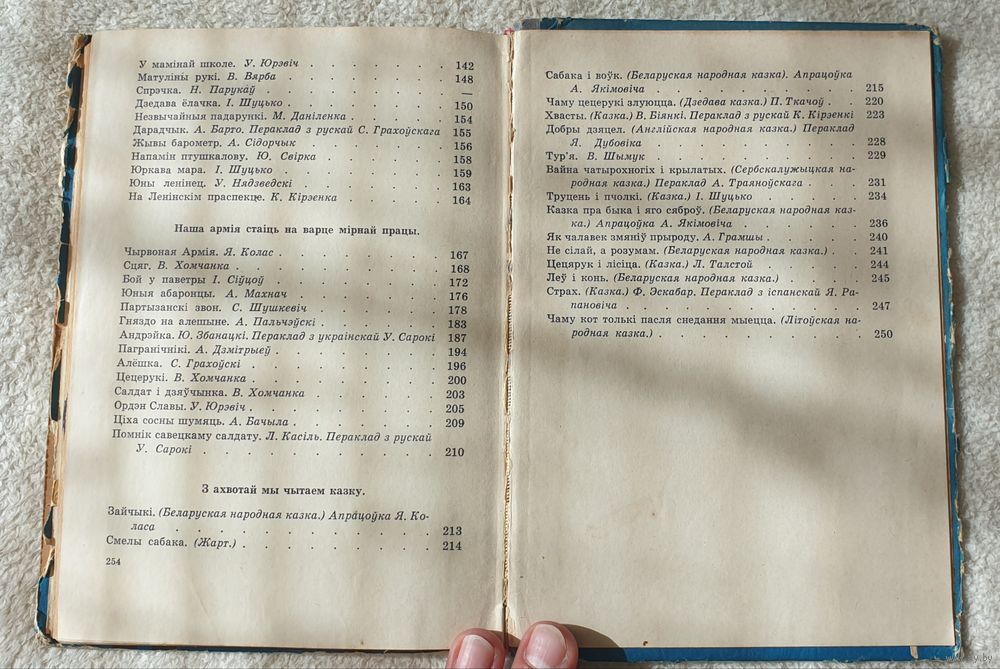 У мамінай школе. У. Юрэвіч . . . . . . . 142
Матуліны рукі. В. Вярба . . . . . . . . 148
Спрэчка. Н. Парукаў . . . . . . . . —
Дзедава ёлачка. І. Шуцько . . . . . . . 150
Незвычайныя падарункі. М. Даніленка . . . . . 154
Дарадчык. А. Барто. Пераклад з рускай С. Грахоўскага 155
Жывы барометр. А. Сідорчык . . . . . . 156
Напамін птушкалову. Ю. Свірка . . . . . . 158
Юркава мара. І. Шуцько . . . . . . . 159
Юны ленінец. У. Нядзведскі . . . . . . . 163
На Ленінскім праспекце. К. Кірэенка . . . . . 164
Наша армія стаіць на варце мірнай працы.
Чырвоная Армія. Я. Колас . . . . . . . 167
Сцяг. В. Хомчанка . . . . . . . . . 168
Бой у паветры І. Сіўцоў . . . . . . . 172
Юныя абаронцы. А. Махнач . . . . . . . 176
Партызанскі звон. С. Шушкевіч . . . . . . 178
Гняздо на алешыне. А. Пальчэўскі . . . . . . 183
Андрэйка. Ю. Збанацкі. Пераклад з украінскай У. Сарокі 187
Пагранічнікі. А. Дзмітрыеў . . . . . . . 194
Алёшка. С. Грахоўскі . . . . . . . . 196
Цецерукі. В. Хомчанка . . . . . . . . 200
Салдат і дзяўчынка. В. Хомчанка . . . . . . 203
Ордэн Славы. У. Юрэвіч . . . . . . . . 205
Ціха сосны шумяць. А. Бачыла . . . . . . 209
Помнік савецкаму салдату. Л. Касіль. Пераклад з рускай
У. Сарокі . . . . . . . . . . 210
З ахвотай мы чытаем казку.
Зайчыкі. (Беларуская народная казка.) Апрацоўка Я. Ко-
ласа . . . . . . . . . . 213
Смелы сабака. (Жарт.) . . . . . . . . 214
254
Сабака і воўк. (Беларуская народная казка). Апрацоўка
А. Якімовіча . . . . . . . . . 215
Чаму цецерукі злуюцца. (Дзедава казка.) П. Ткачоў . . 220
Хвасты. (Казка.) В. Біянкі. Пераклад з рускай К. Кірэенкі 223
Добры дзяцел. (Англійская народная казка.) Пераклад
Я. Дубовіка . . . . . . . . . 228
Тур'я. В. Шымук . . . . . . . . . 229
Вайна чатырохногіх і крылатых. (Сербскалужыцкая на-
родная казка.) Пераклад А. Траяноўскага . . . 231
Труцень і пчолкі. (Казка.) І. Шуцько . . . . . 234
Казка пра быка і яго сяброў. (Беларуская народная каз-
ка.) Апрацоўка А. Якімовіча . . . . . . 236
Як чалавек змяніў прыроду. А. Грамшы . . . . . 240
Не сілай, а розумам. (Беларуская народная казка.) . . 241
Цецярук і лісіца. (Казка.) Л. Талстой . . . . . 244
Леў і конь. (Беларуская народная казка.) . . . . 245
Страх. (Казка.) Ф. Эскабар. Пераклад з іспанскай Я. Ра-
папановіча . . . . . . . . . . 247
Чаму кот толькі пасля снедання мыецца. (Літоўская на-
родная казка.) . . . . . . . . . 250